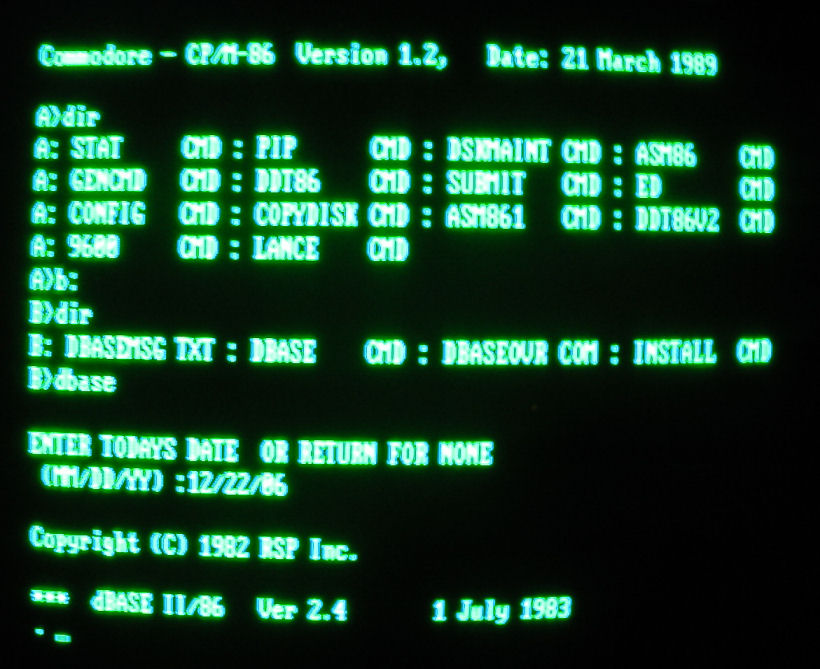 Commodore - CP/M-86 Version 1.2, Date: 21 March 1989
A>dir
A: STAT CMD : PIP CMD : DSKMAINT CMD : ASM86 CMD
A: GENCMD CMD : DDT86 CMD : SUBMIT CMD : ED CMD
A: CONFIG CMD : COPYDISK CMD : ASM861 CMD : DDT86V2 CMD
A: 9600 CMD : LANCE CMD
A>b:
B>dir
B: DBASEMSG TXT : DBASE CMD : DBASEOVR COM : INSTALL CMD
B>dbase
ENTER TODAYS DATE OR RETURN FOR NONE
(MM/DD/YY) :12/22/06
Copyright (C) 1982 RSP Inc.
*** dBASE II/86 Ver 2.4 1 July 1983
. _